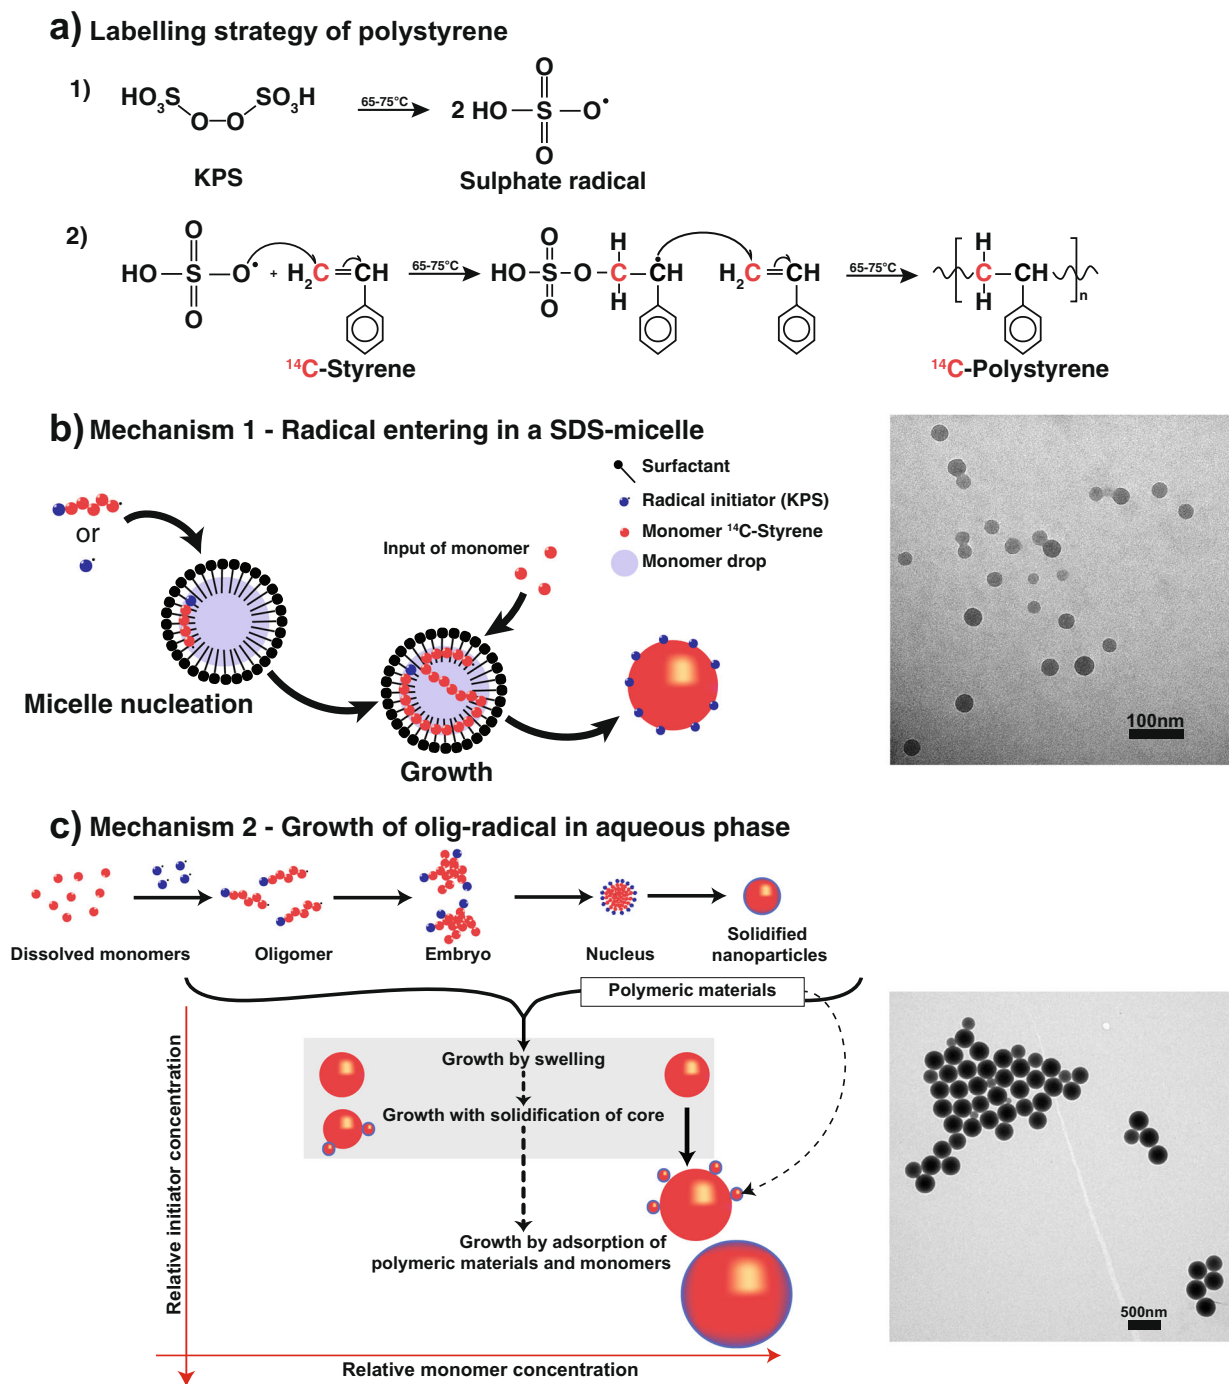 a) Labelling strategy of polystyrene
1)
HO3S SO3H
O O
65-75°C
2 HO S O•
O
O
KPS
Sulphate radical
2)
O
HO S O• + H2C CH
O
65-75°C
O H
HO S O C CH
O H
H2C CH
65-75°C
H
C CH
H
n
14C-Styrene
14C-Polystyrene
b) Mechanism 1 - Radical entering in a SDS-micelle
or
Surfactant
Radical initiator (KPS)
Monomer 14C-Styrene
Monomer drop
Input of monomer
Micelle nucleation
Growth
100nm
c) Mechanism 2 - Growth of olig-radical in aqueous phase
Dissolved monomers
Oligomer
Embryo
Nucleus
Solidified
nanoparticles
Polymeric materials
Growth by swelling
Growth with solidification of core
Growth by adsorption of
polymeric materials and monomers
Relative initiator concentration
Relative monomer concentration
500nm